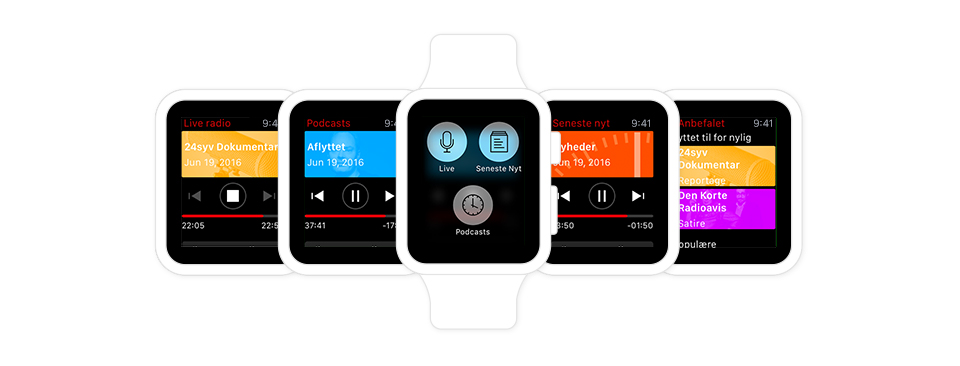 Live radio 9:4
24syv Dokumentar
Jun 19, 2016
22:05 22:5
Podcasts 9:4
Aflyttet
Jun 19, 2016
37:41 -17
Live
Seneste Nyt
Podcasts
Seneste nyt 9:41
yheder
un 19, 2016
3:50 -01:50
Anbefalet 9:41
yttet til for nylig
24syv
Dokumentar
Reportage
Den Korte
Radioavis
Satire
opulære